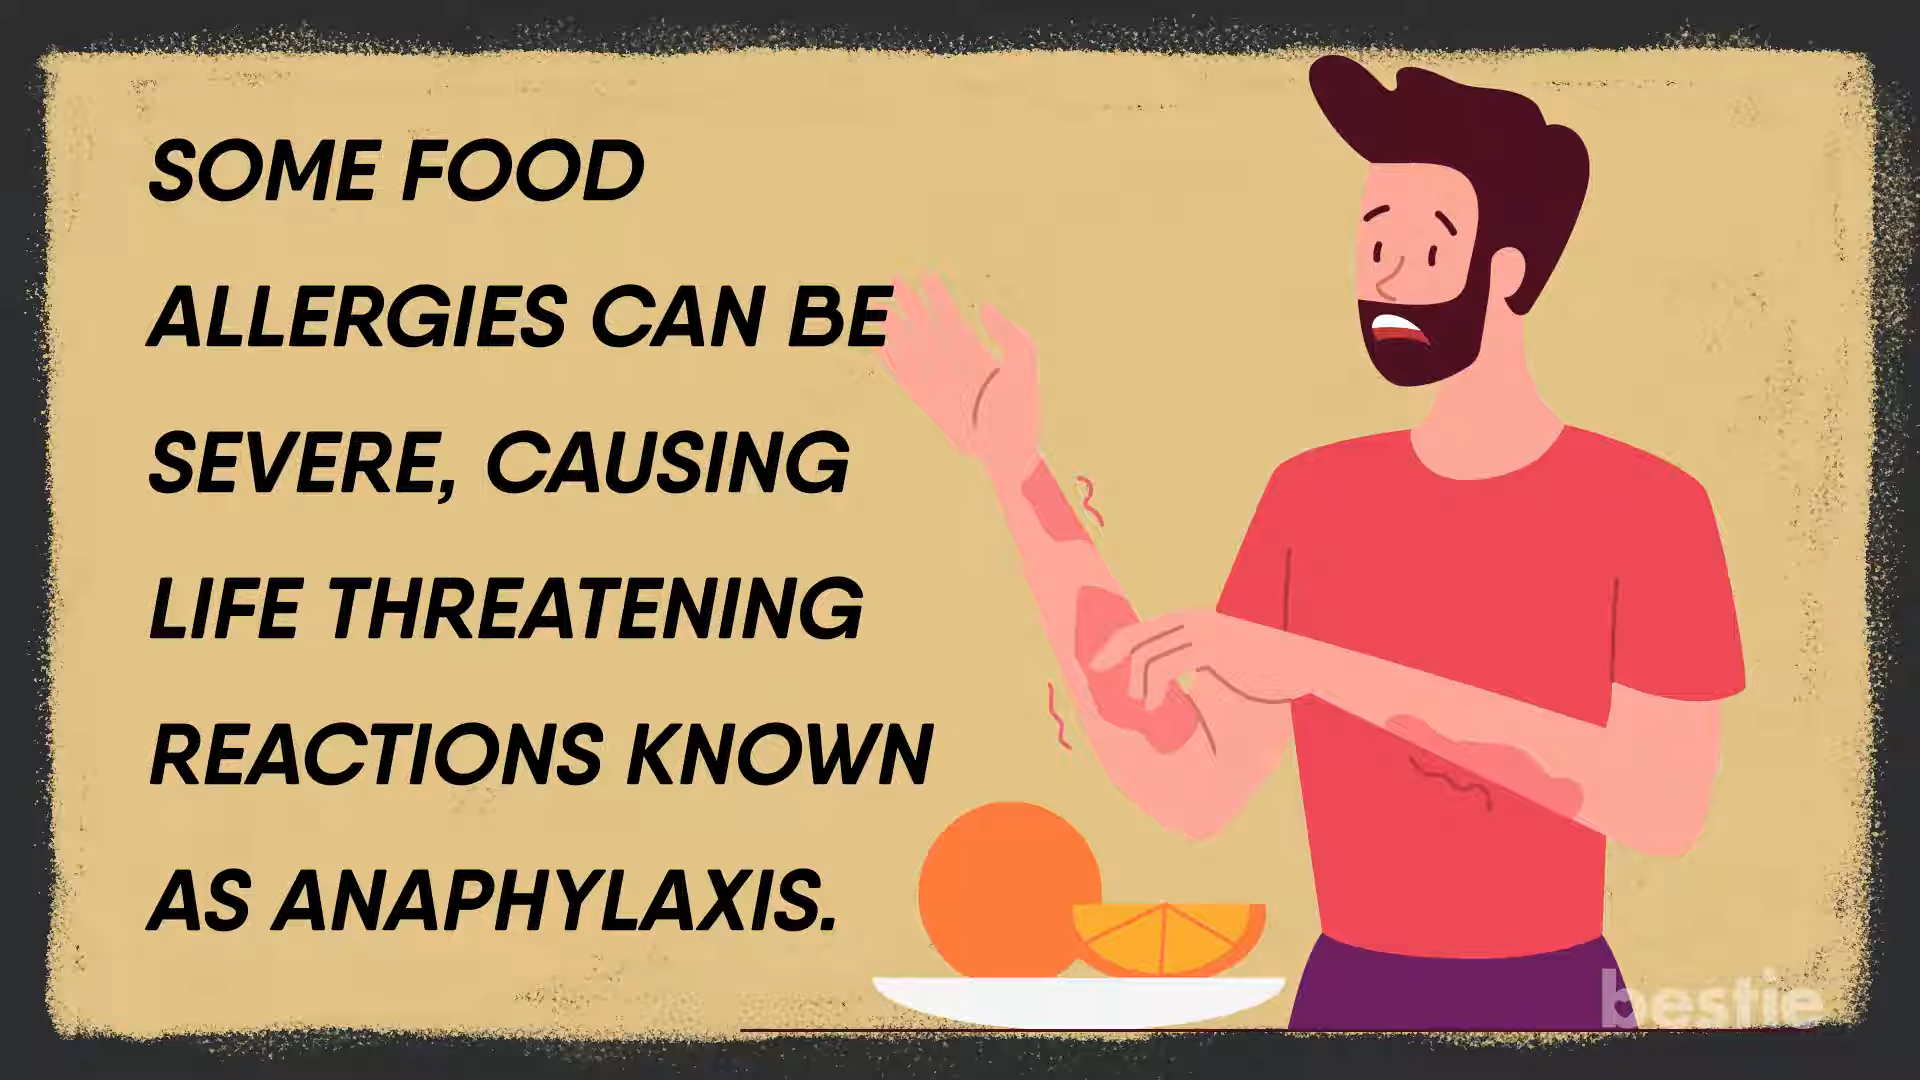 SOME FOOD
ALLERGIES CAN BE
SEVERE, CAUSING
LIFE THREATENING
REACTIONS KNOWN
AS ANAPHYLAXIS.
bestie